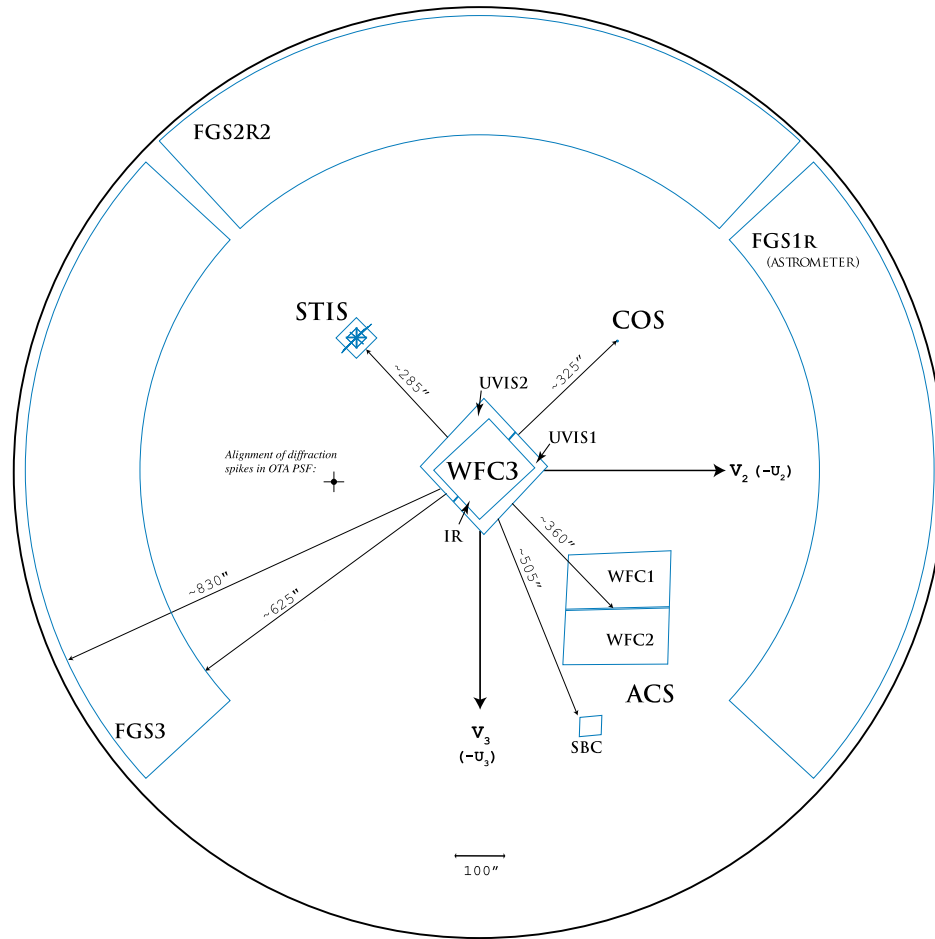 FGS2R2
FGS1R
(ASTROMETER)
STIS
COS
~285″
~325″
UVIS2
UVIS1
Alignment of diffraction
spikes in OTA PSF:
WFC3
V2 (-U2)
IR
~360″
~505″
~830″
~625″
WFC1
WFC2
ACS
FGS3
V3
(-U3)
SBC
100″